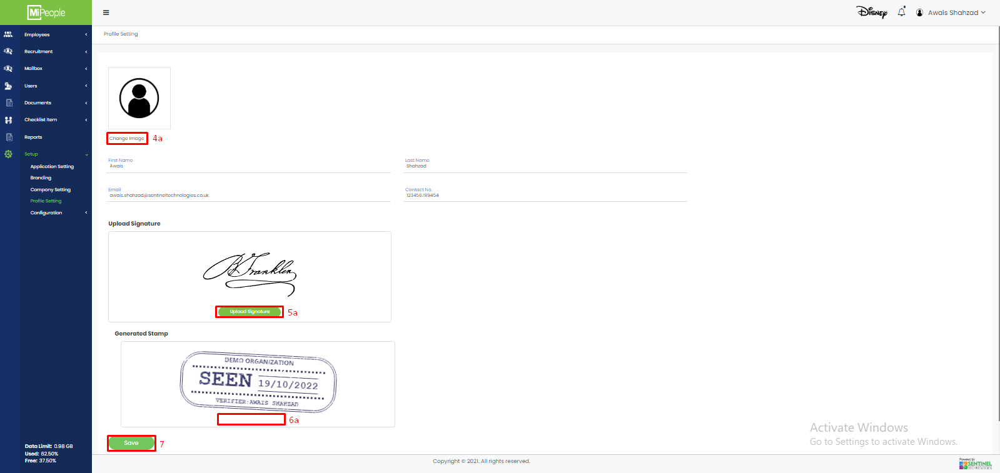 MiPeople
Disney
Awais Shahzad
Employees
Recruitment
Mailbox
Users
Documents
Checklist Item
Reports
Setup
Application Setting
Branding
Company Setting
Profile Setting
Configuration
Data Limit: 0.98 GB
Used: 62.50%
Free: 37.50%
Profile Setting
Change Image
4a
First Name
Awais
Last Name
Shahzad
Email
awais.shahzad@sentineltechnologies.co.uk
Contact No.
123456789454
Upload Signature
B Franklin
Upload Signature
5a
Generated Stamp
DEMO ORGANIZATION
SEEN 19/10/2022
VERIFIER:AWAIS SHAHZAD
6a
Save
7
Activate Windows
Go to Settings to activate Windows.
Copyright © 2021. All rights reserved.
Powered by
SENTINEL
TECHNOLOGIES